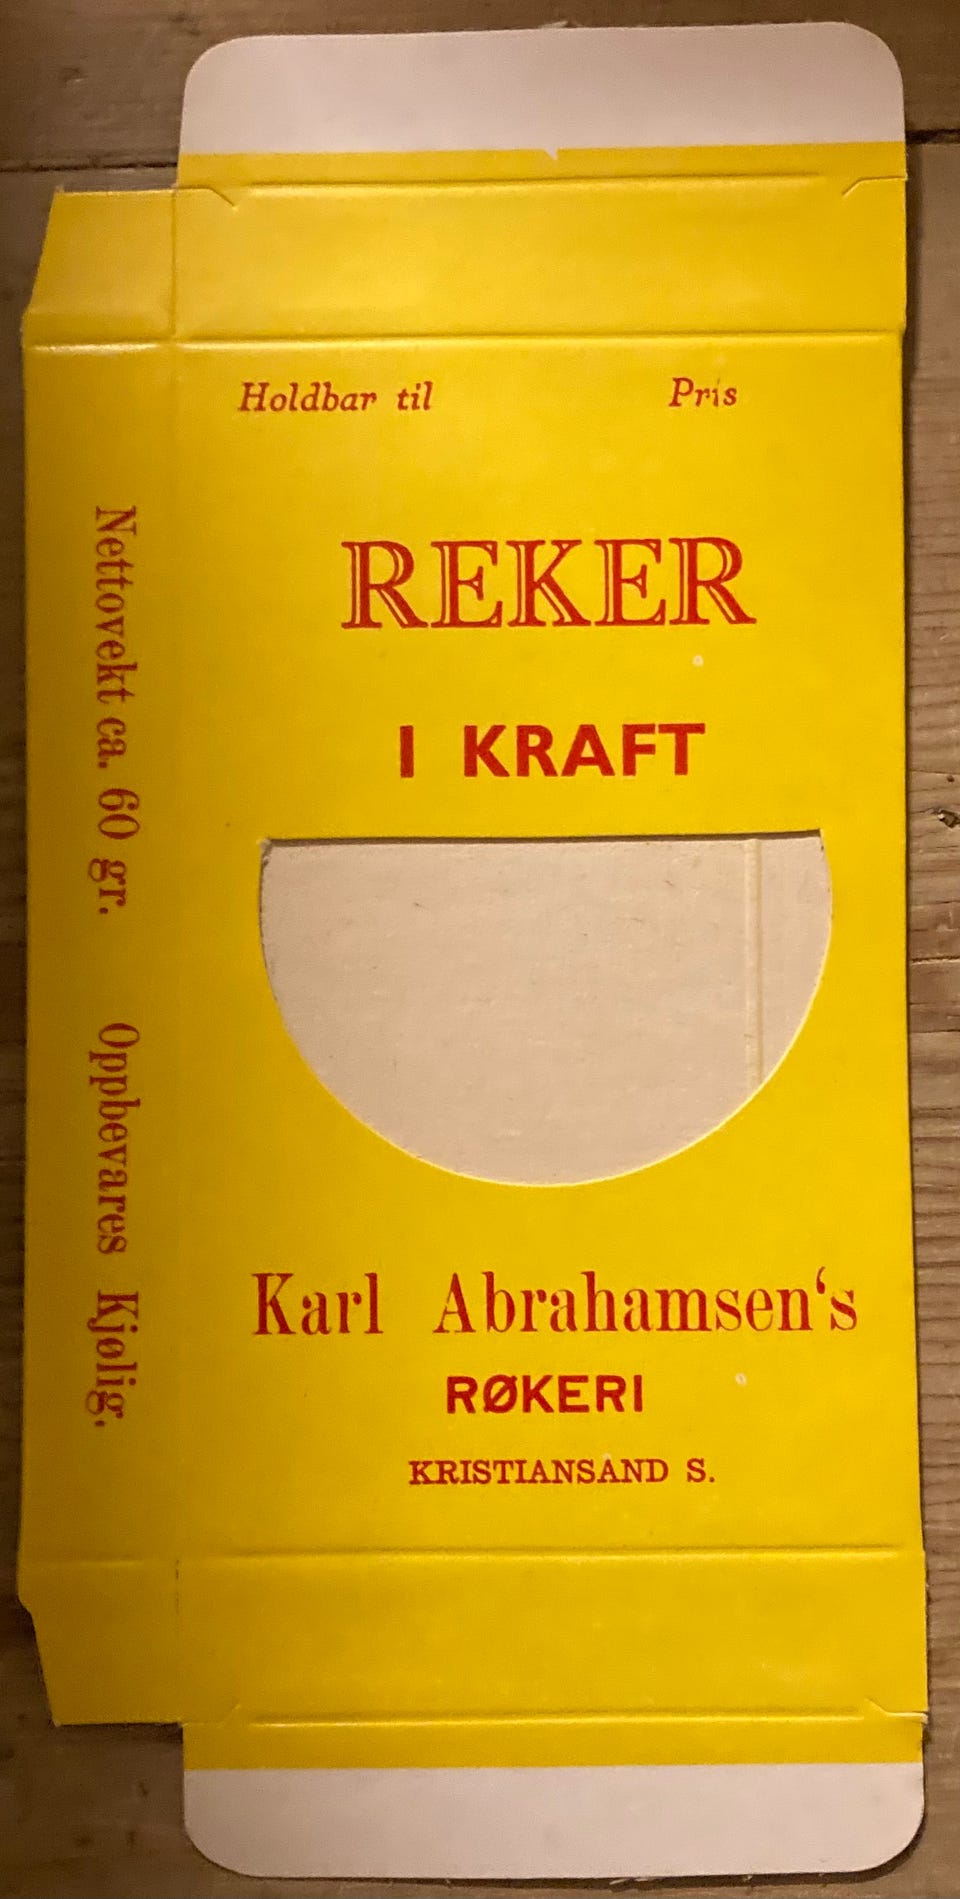 Holdbar til Pris
REKER
I KRAFT
Karl Abrahamsen‘s
RØKERI
KRISTIANSAND S.
Nettovekt ca. 60 gr. Oppbevares Kjølig.